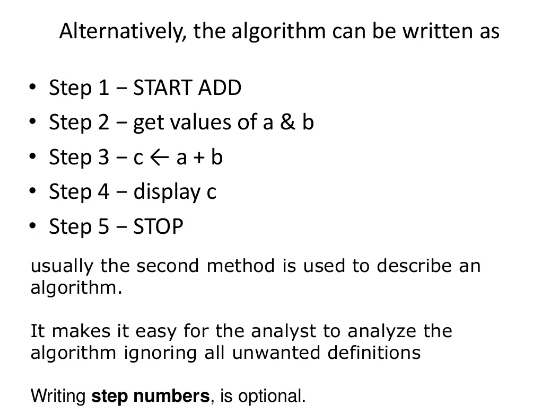 Alternatively, the algorithm can be written as
• Step 1 − START ADD
• Step 2 − get values of a & b
• Step 3 − c ← a + b
• Step 4 − display c
• Step 5 − STOP
usually the second method is used to describe an
algorithm.
It makes it easy for the analyst to analyze the
algorithm ignoring all unwanted definitions
Writing step numbers, is optional.